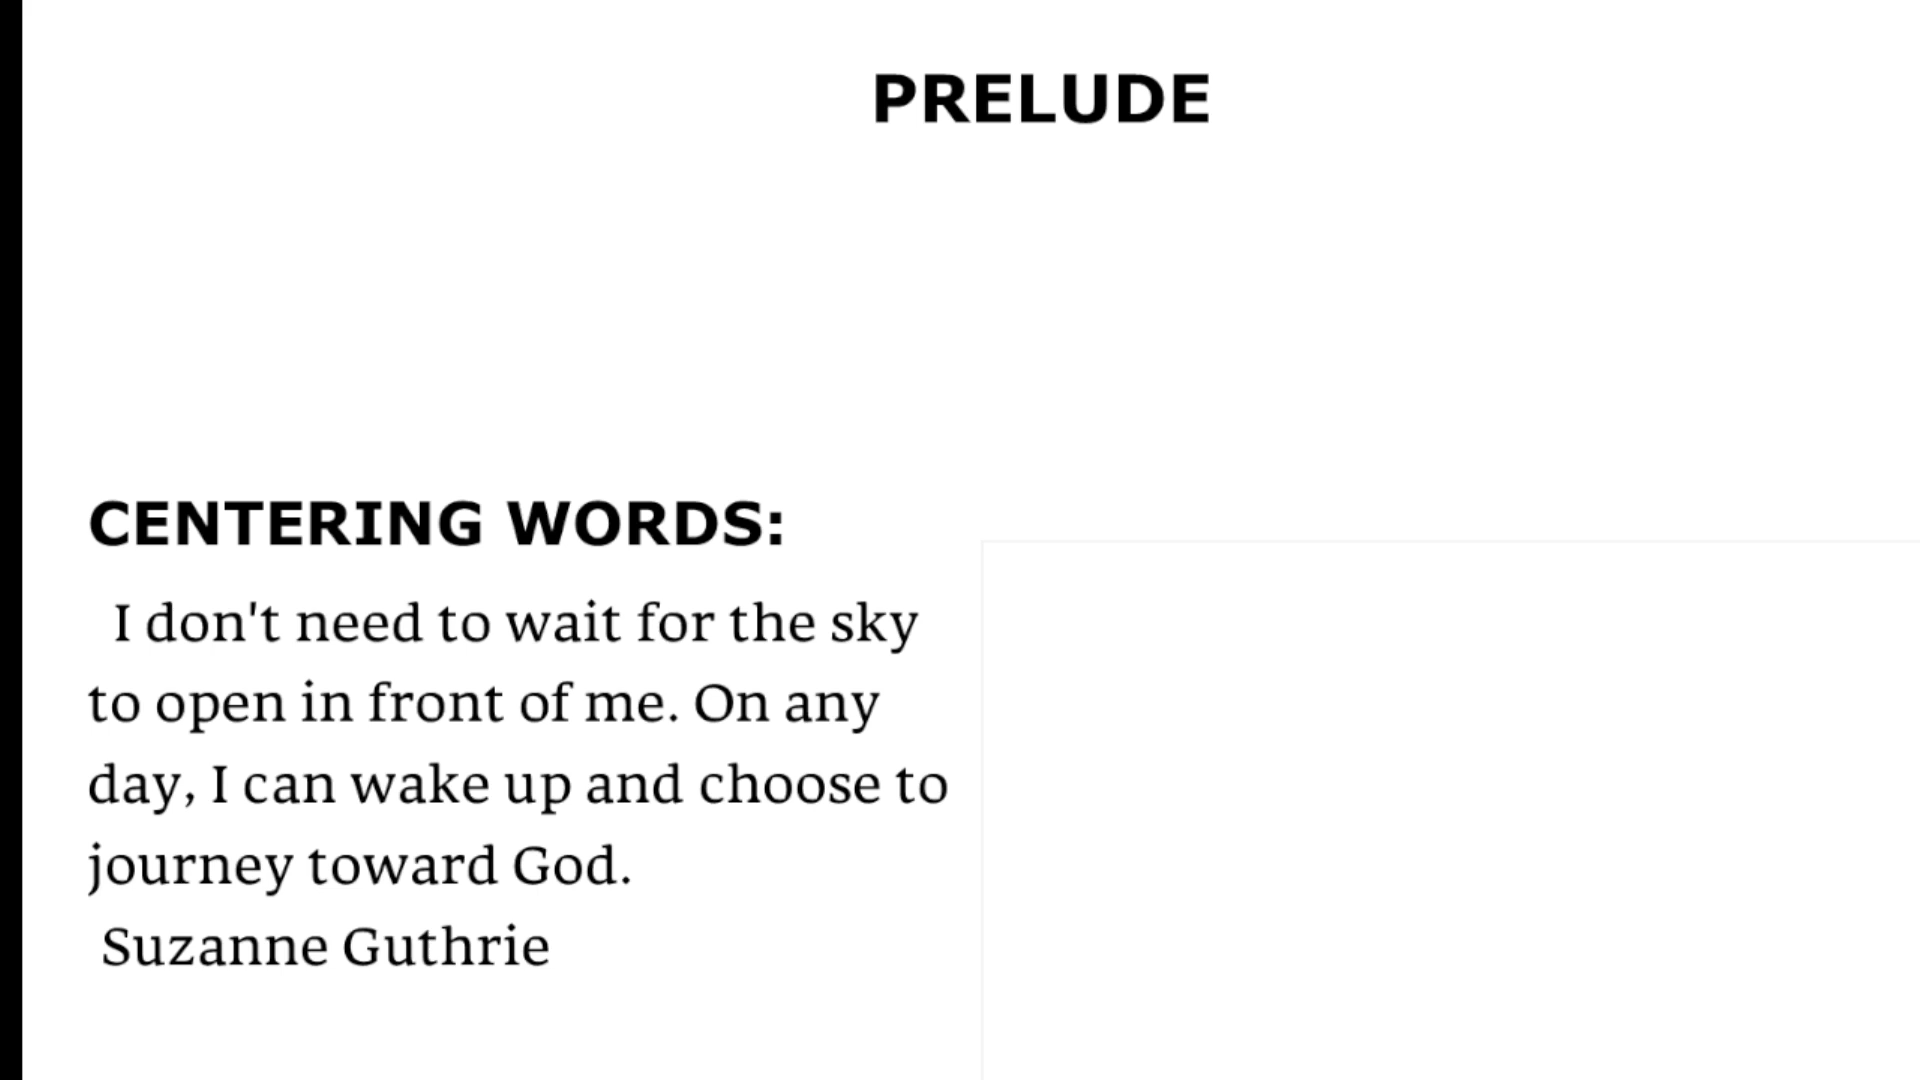 PRELUDE
CENTERING WORDS:
I don't need to wait for the sky
to open in front of me. On any
day, I can wake up and choose to
journey toward God.
Suzanne Guthrie